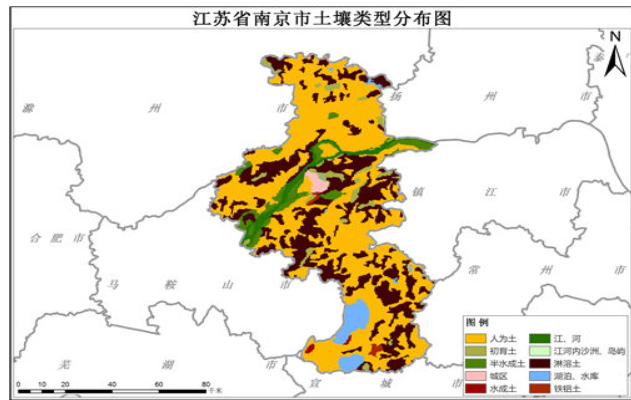 江苏省南京市土壤类型分布图
N
滁 州 市
扬 州 市
泰
镇 江 市
合 肥 市
马 鞍 山 市
常 州 市
芜 湖 市
宣 城 市
图 例
人为土
初育土
半水成土
城区
水成土
江、河
江河内沙洲、岛屿
淋溶土
湖泊、水库
铁铝土
0 10 20 40 60 80
千米